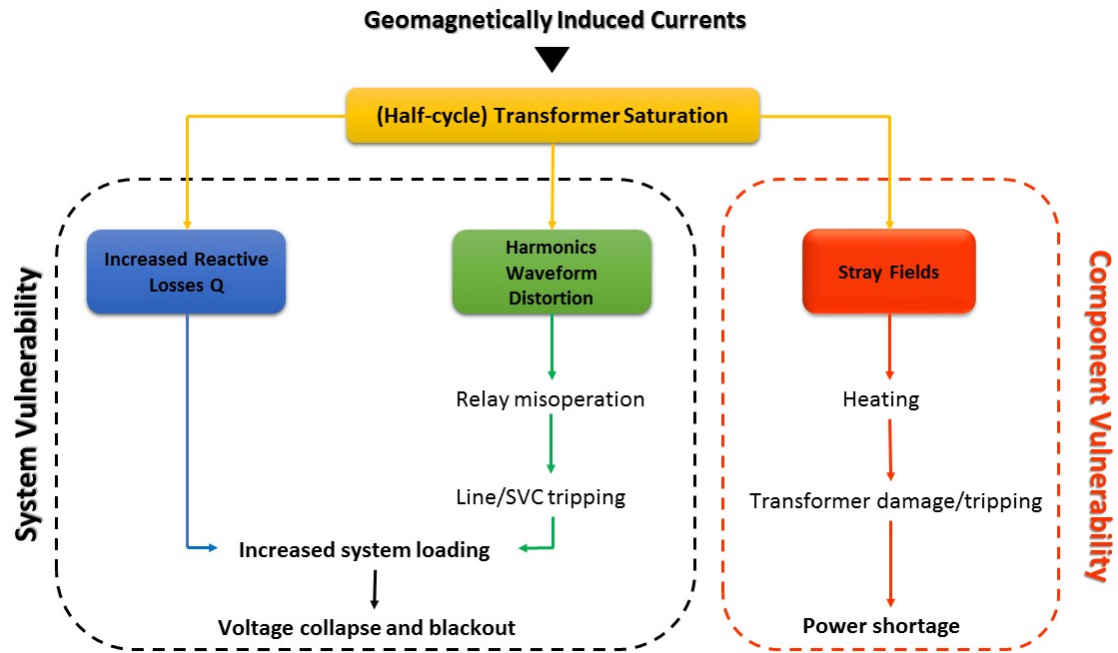 Geomagnetically Induced Currents
(Half-cycle) Transformer Saturation
System Vulnerability
Increased Reactive
Losses Q
Harmonics
Waveform
Distortion
Relay misoperation
Line/SVC tripping
Increased system loading
Voltage collapse and blackout
Stray Fields
Heating
Transformer damage/tripping
Power shortage
Component Vulnerability